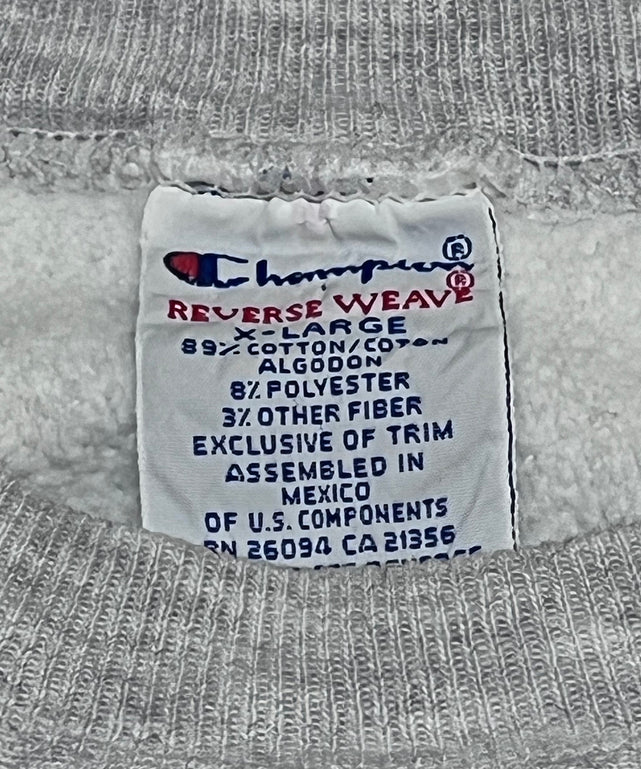 Champion ®
REVERSE WEAVE ®
X-LARGE
89% COTTON/COTON
ALGODON
8% POLYESTER
3% OTHER FIBER
EXCLUSIVE OF TRIM
ASSEMBLED IN
MEXICO
OF U.S. COMPONENTS
RN 26094 CA 21356